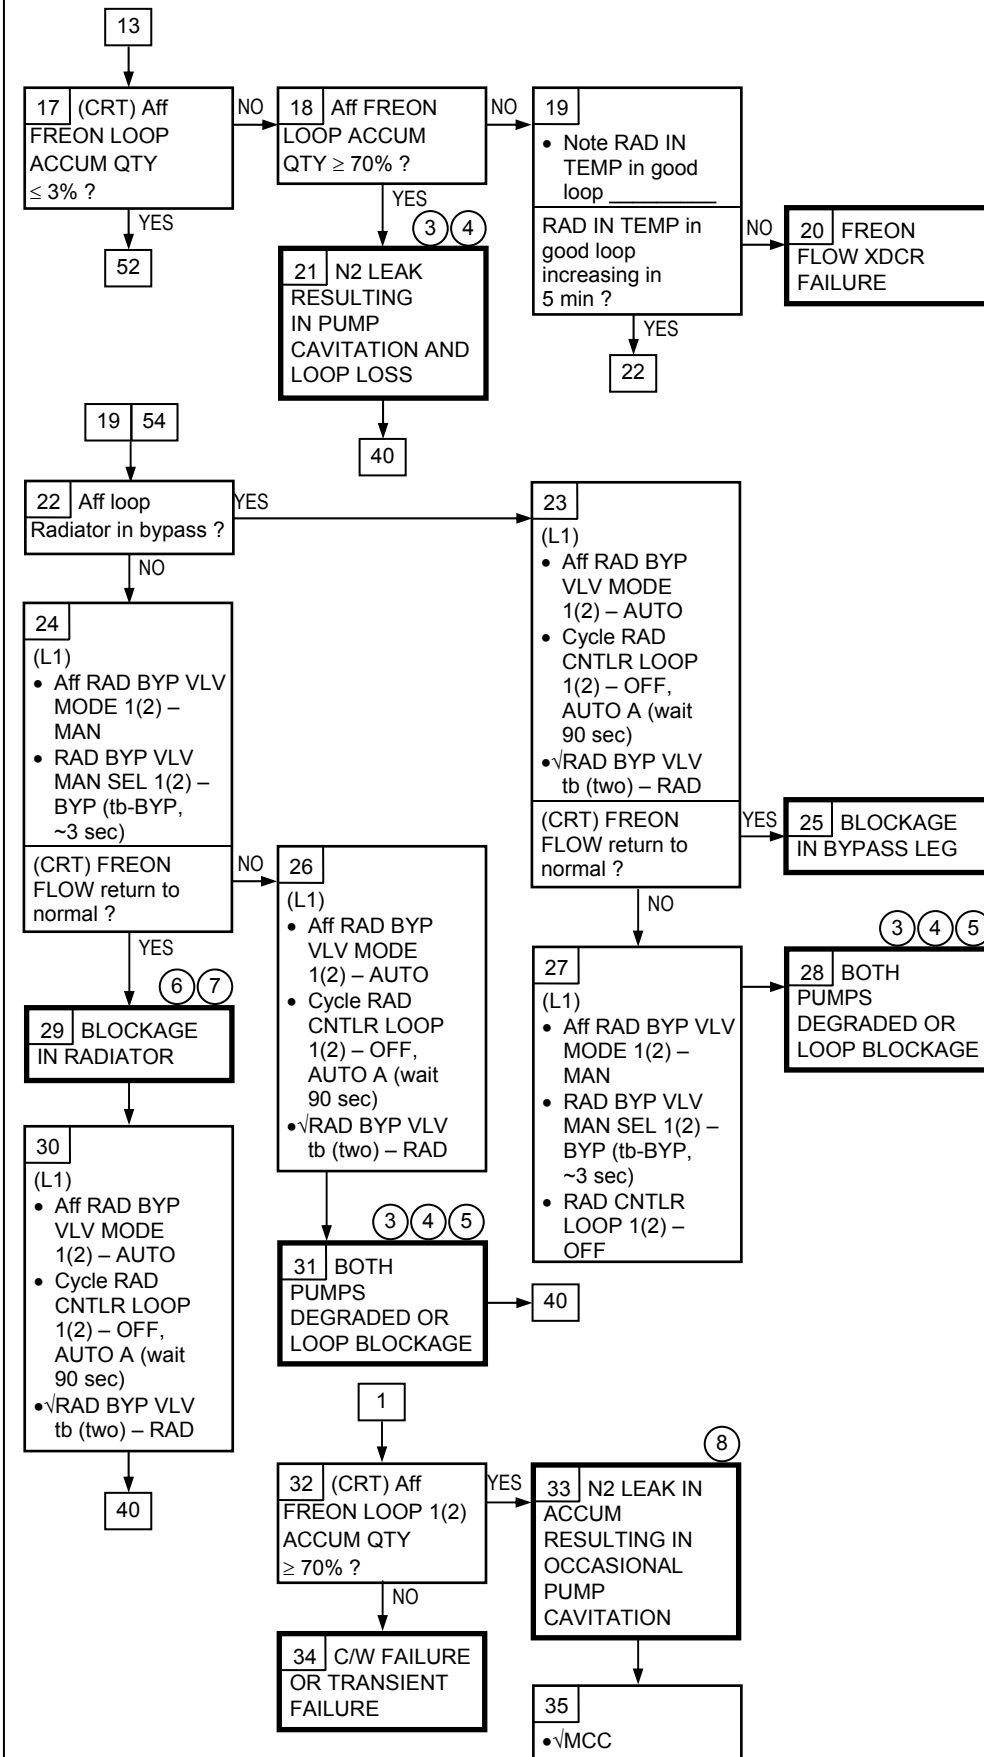 13
17 (CRT) Aff
FREON LOOP
ACCUM QTY
≤ 3% ?
NO
YES
52
18 Aff FREON
LOOP ACCUM
QTY ≥ 70% ?
NO
YES
3 4
19
• Note RAD IN
TEMP in good
loop __________
RAD IN TEMP in
good loop
increasing in
5 min ?
NO
YES
22
20 FREON
FLOW XDCR
FAILURE
21 N2 LEAK
RESULTING
IN PUMP
CAVITATION AND
LOOP LOSS
40
19 54
22 Aff loop
Radiator in bypass ?
YES
NO
23
(L1)
• Aff RAD BYP
VLV MODE
1(2) – AUTO
• Cycle RAD
CNTLR LOOP
1(2) – OFF,
AUTO A (wait
90 sec)
•√RAD BYP VLV
tb (two) – RAD
(CRT) FREON
FLOW return to
normal ?
YES
NO
24
(L1)
• Aff RAD BYP VLV
MODE 1(2) –
MAN
• RAD BYP VLV
MAN SEL 1(2) –
BYP (tb-BYP,
~3 sec)
(CRT) FREON
FLOW return to
normal ?
NO
YES
6 7
25 BLOCKAGE
IN BYPASS LEG
26
(L1)
• Aff RAD BYP
VLV MODE
1(2) – AUTO
• Cycle RAD
CNTLR LOOP
1(2) – OFF,
AUTO A (wait
90 sec)
•√RAD BYP VLV
tb (two) – RAD
27
(L1)
• Aff RAD BYP VLV
MODE 1(2) –
MAN
• RAD BYP VLV
MAN SEL 1(2) –
BYP (tb-BYP,
~3 sec)
• RAD CNTLR
LOOP 1(2) –
OFF
3 4 5
28 BOTH
PUMPS
DEGRADED OR
LOOP BLOCKAGE
29 BLOCKAGE
IN RADIATOR
30
(L1)
• Aff RAD BYP
VLV MODE
1(2) – AUTO
• Cycle RAD
CNTLR LOOP
1(2) – OFF,
AUTO A (wait
90 sec)
•√RAD BYP VLV
tb (two) – RAD
40
3 4 5
31 BOTH
PUMPS
DEGRADED OR
LOOP BLOCKAGE
40
1
32 (CRT) Aff
FREON LOOP 1(2)
ACCUM QTY
≥ 70% ?
YES
NO
8
33 N2 LEAK IN
ACCUM
RESULTING IN
OCCASIONAL
PUMP
CAVITATION
34 C/W FAILURE
OR TRANSIENT
FAILURE
35
•√MCC